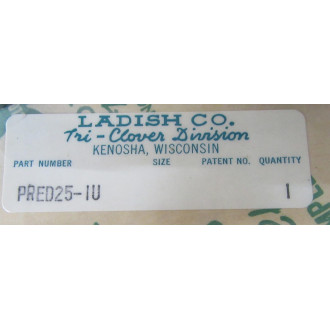 LADISH CO.
Tri-Clover Division
KENOSHA, WISCONSIN
PART NUMBER SIZE PATENT NO. QUANTITY
PRED25-1U 1